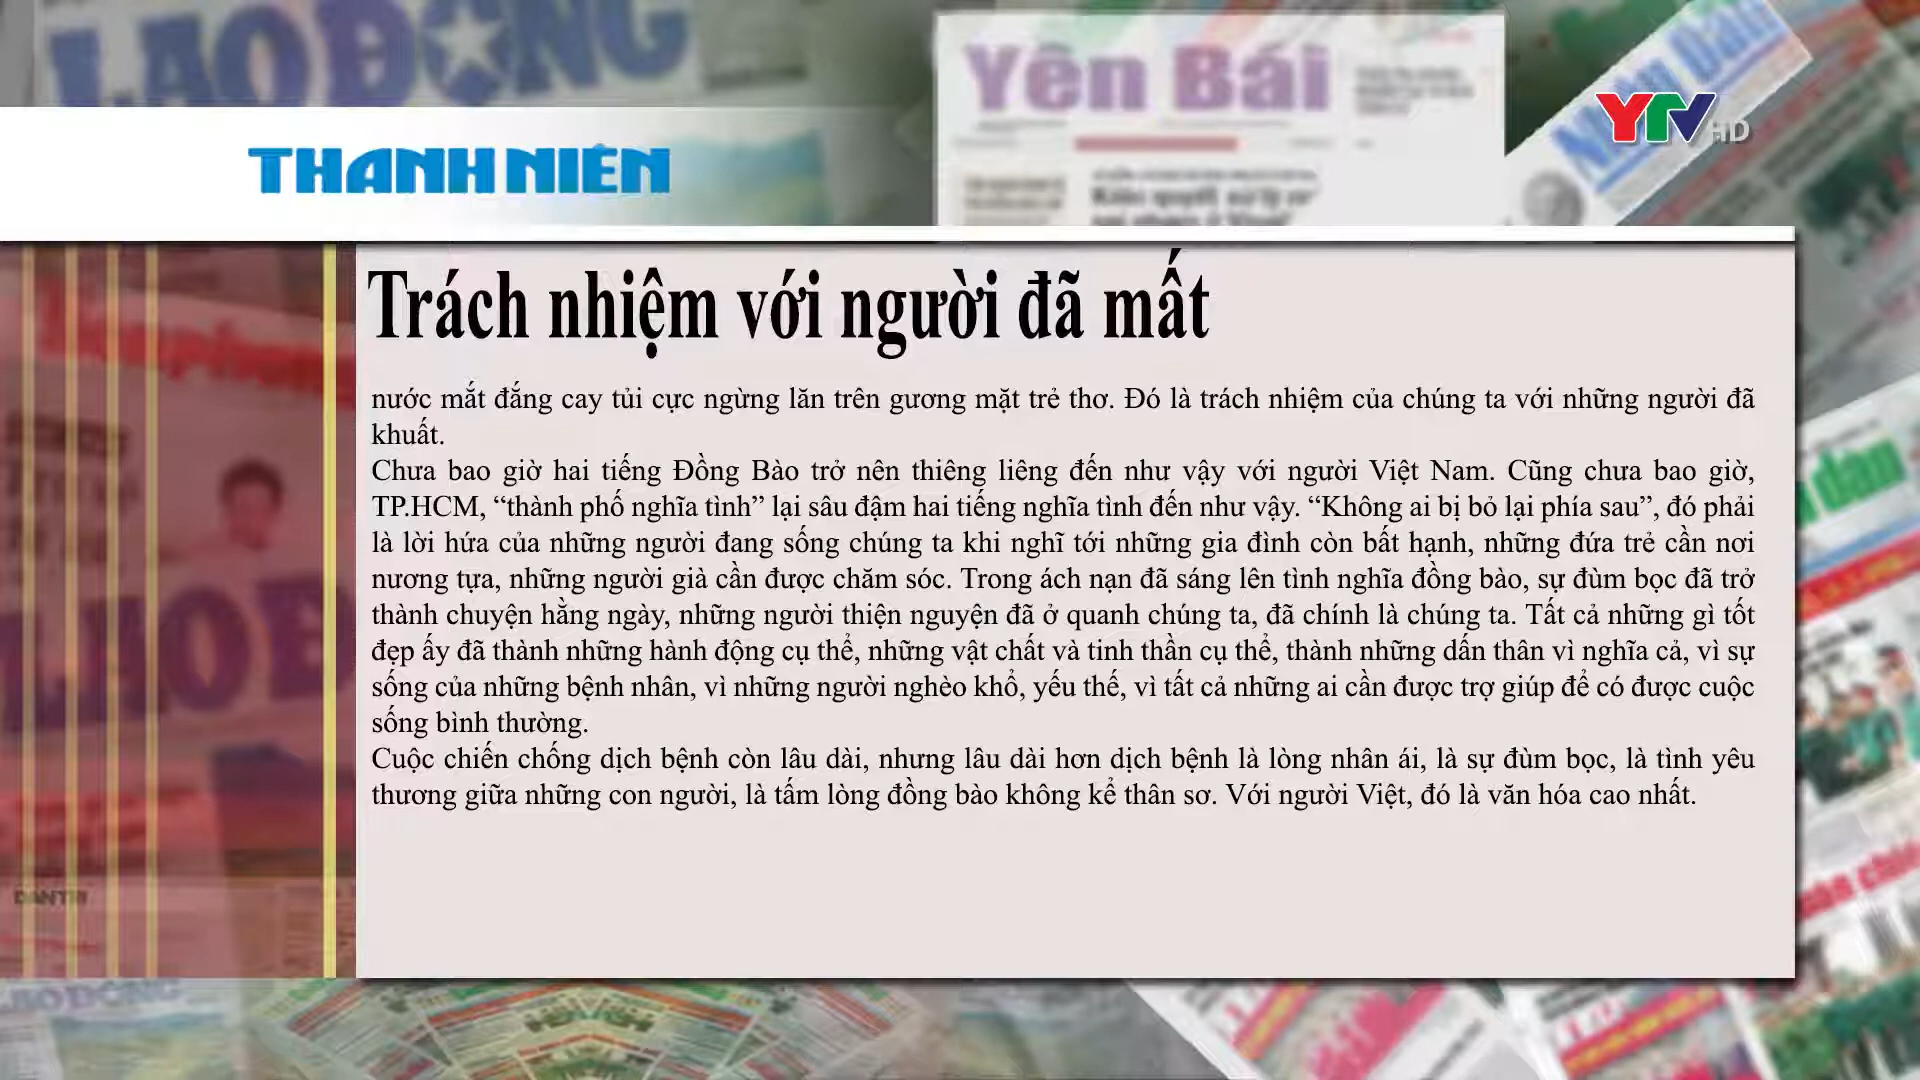 LAO ĐỘNG
Yên Bái
Nhân Dân
YTV HD
THANH NIÊN
Trách nhiệm với người đã mất
nước mắt đắng cay tủi cực ngừng lăn trên gương mặt trẻ thơ. Đó là trách nhiệm của chúng ta với những người đã
khuất.
Chưa bao giờ hai tiếng Đồng Bào trở nên thiêng liêng đến như vậy với người Việt Nam. Cũng chưa bao giờ,
TP.HCM, “thành phố nghĩa tình” lại sâu đậm hai tiếng nghĩa tình đến như vậy. “Không ai bị bỏ lại phía sau”, đó phải
là lời hứa của những người đang sống chúng ta khi nghĩ tới những gia đình còn bất hạnh, những đứa trẻ cần nơi
nương tựa, những người già cần được chăm sóc. Trong ách nạn đã sáng lên tình nghĩa đồng bào, sự đùm bọc đã trở
thành chuyện hằng ngày, những người thiện nguyện đã ở quanh chúng ta, đã chính là chúng ta. Tất cả những gì tốt
đẹp ấy đã thành những hành động cụ thể, những vật chất và tinh thần cụ thể, thành những dấn thân vì nghĩa cả, vì sự
sống của những bệnh nhân, vì những người nghèo khổ, yếu thế, vì tất cả những ai cần được trợ giúp để có được cuộc
sống bình thường.
Cuộc chiến chống dịch bệnh còn lâu dài, nhưng lâu dài hơn dịch bệnh là lòng nhân ái, là sự đùm bọc, là tình yêu
thương giữa những con người, là tấm lòng đồng bào không kể thân sơ. Với người Việt, đó là văn hóa cao nhất.
LAO Đ
DANTRI
LAO ĐỘNG